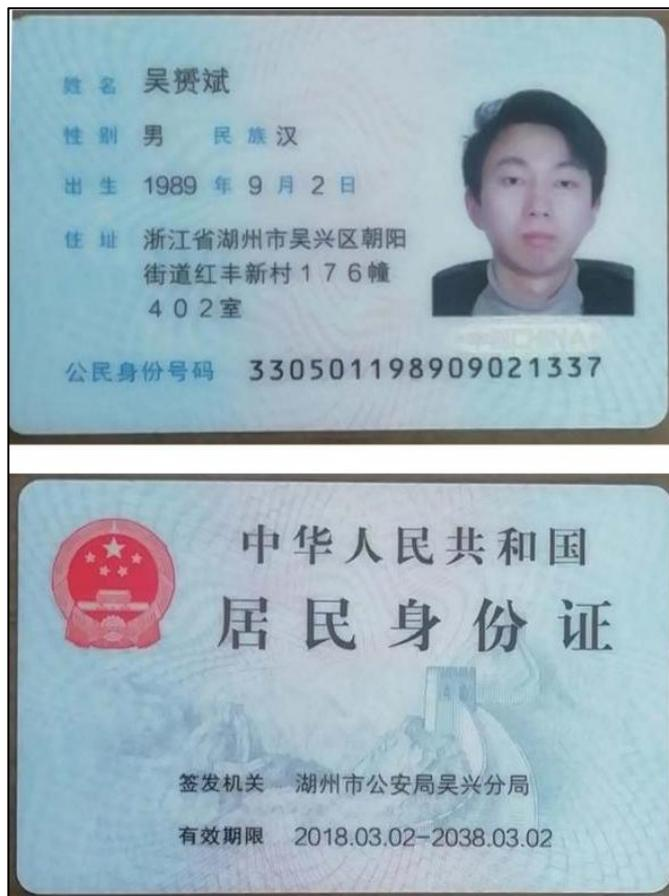 姓名 吴赟斌
性别 男 民族 汉
出生 1989 年 9 月 2 日
住址 浙江省湖州市吴兴区朝阳
街道红丰新村176幢
402室
公民身份号码 330501198909021337
中华人民共和国
居民身份证
签发机关 湖州市公安局吴兴分局
有效期限 2018.03.02-2038.03.02